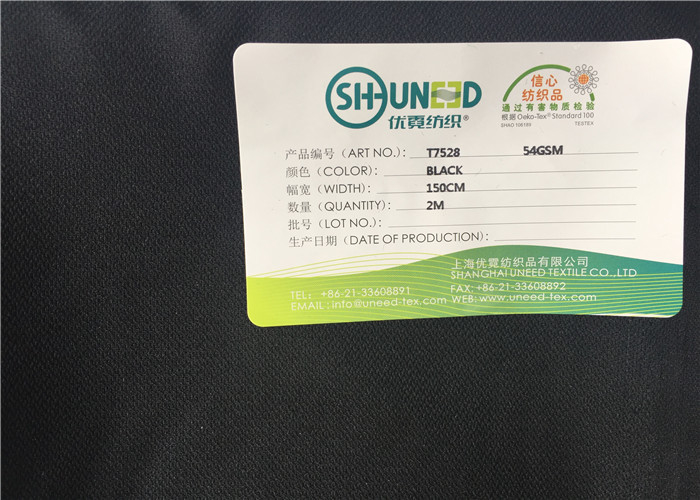 SHUNEED
优霓纺织®
信心
纺织品
通过有害物质检验
根据 Oeko-Tex® Standard 100
SHAO 108199 TESTEX
产品编号（ART NO.）: T7528 54GSM
颜色（COLOR）: BLACK
幅宽（WIDTH）: 150CM
数量（QUANTITY）: 2M
批号（LOT NO.）:
生产日期（DATE OF PRODUCTION）:
上海优霓纺织品有限公司
SHANGHAI UNEED TEXTILE CO.,LTD
TEL: +86-21-33608891 FAX: +86-21-33608892
EMAIL: info@uneed-tex.com WEB: www.uneed-tex.com